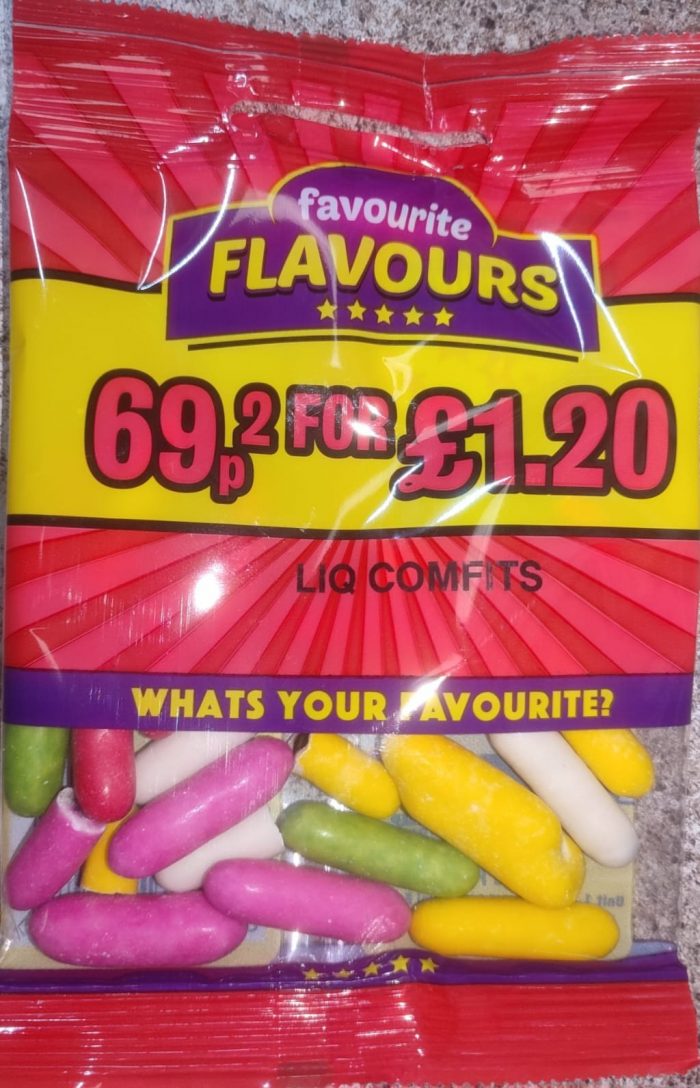 favourite
FLAVOURS
69p 2 FOR £1.20
LIQ COMFITS
WHATS YOUR FAVOURITE?